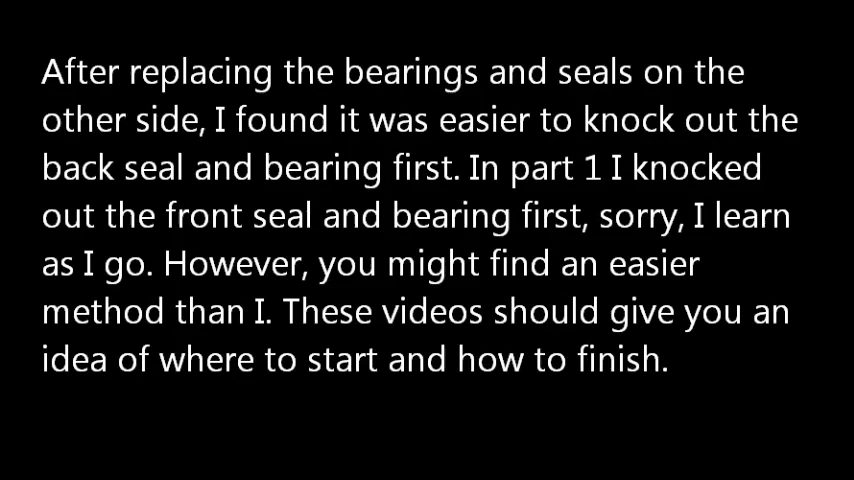 After replacing the bearings and seals on the
other side, I found it was easier to knock out the
back seal and bearing first. In part 1 I knocked
out the front seal and bearing first, sorry, I learn
as I go. However, you might find an easier
method than I. These videos should give you an
idea of where to start and how to finish.